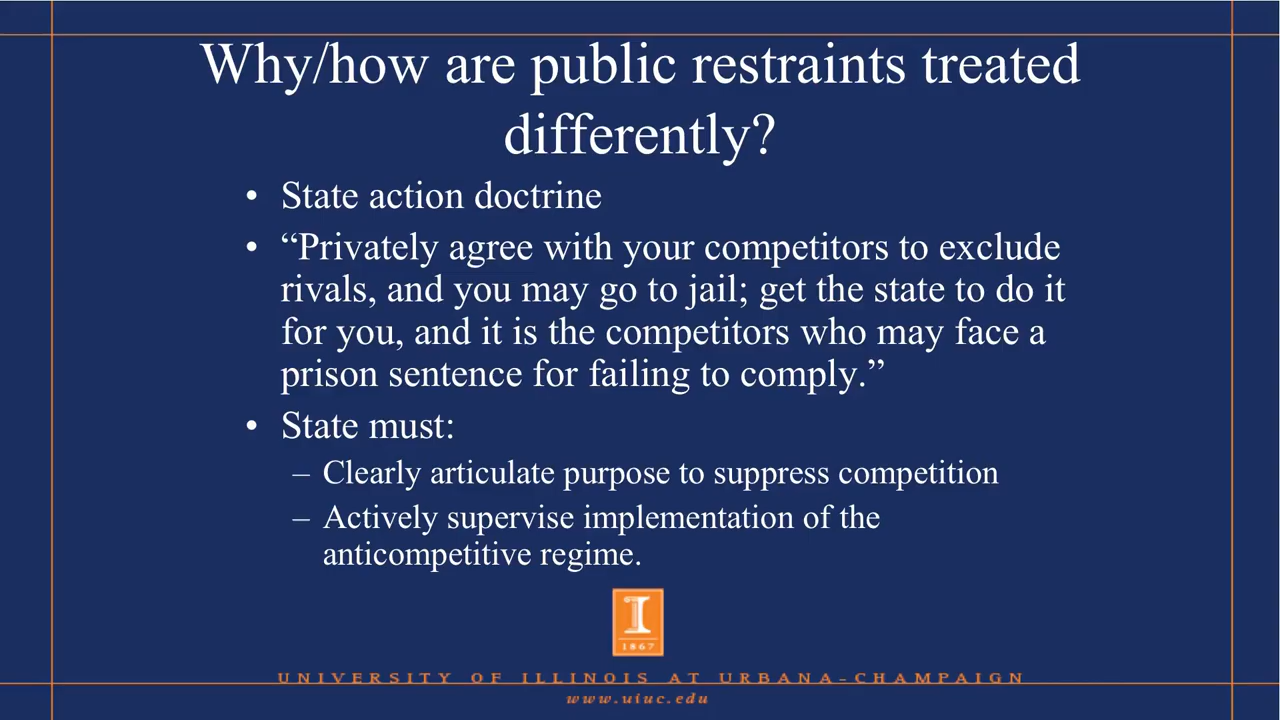 Why/how are public restraints treated
differently?
• State action doctrine
• “Privately agree with your competitors to exclude
rivals, and you may go to jail; get the state to do it
for you, and it is the competitors who may face a
prison sentence for failing to comply.”
• State must:
– Clearly articulate purpose to suppress competition
– Actively supervise implementation of the
anticompetitive regime.
I
1867
UNIVERSITY OF ILLINOIS AT URBANA-CHAMPAIGN
www.uiuc.edu